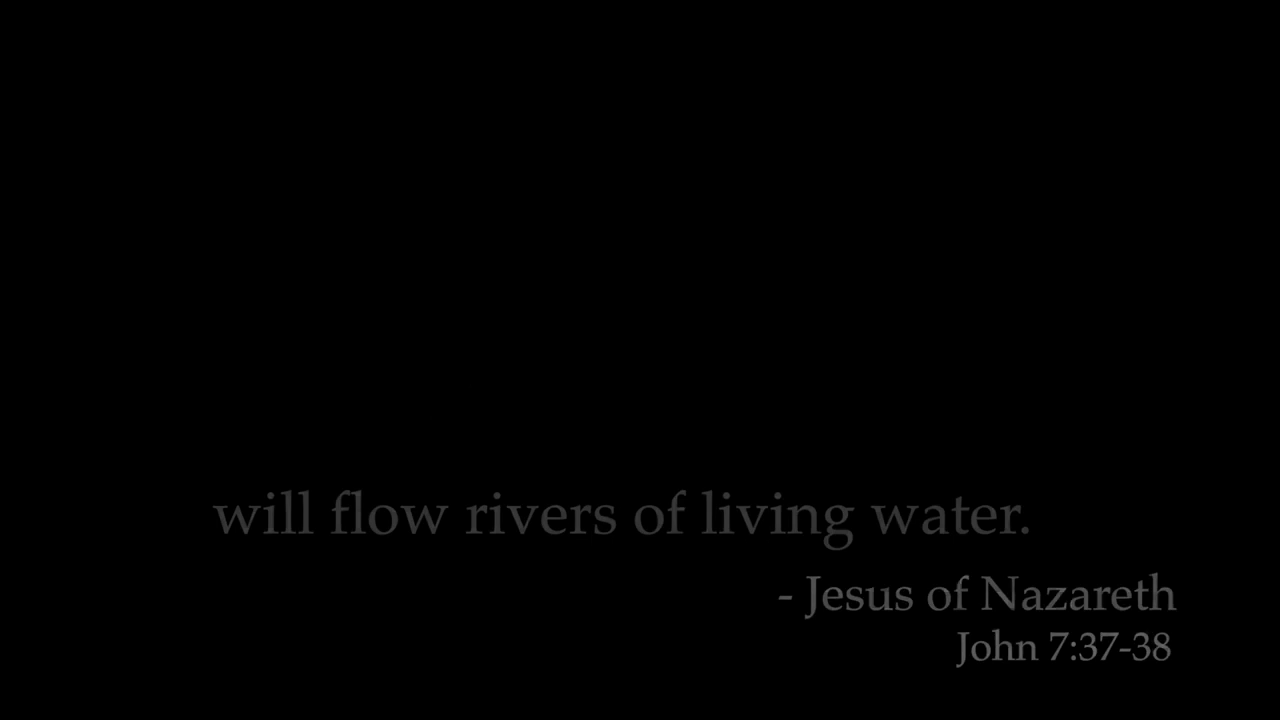 will flow rivers of living water.
- Jesus of Nazareth
John 7:37-38